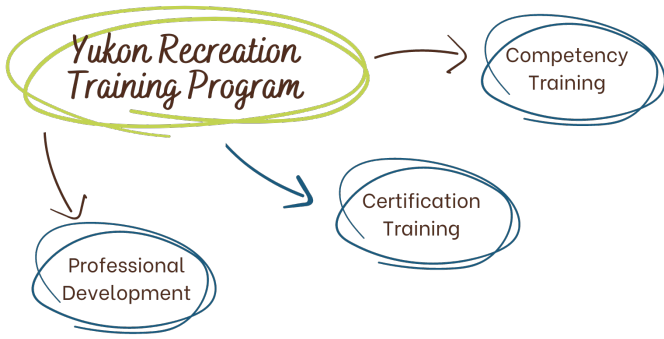 Yukon Recreation
Training Program
Competency
Training
Certification
Training
Professional
Development